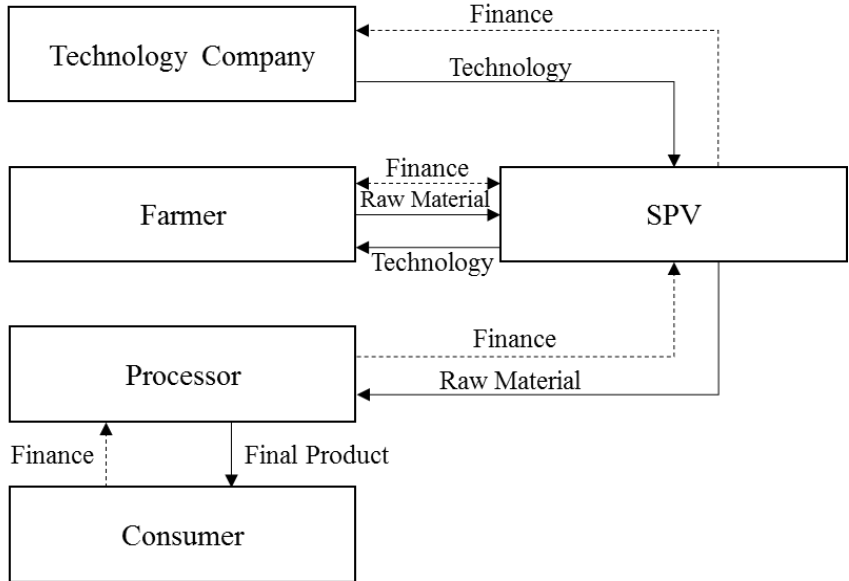 Finance
Technology Company
Technology
Finance
Farmer
Raw Material
SPV
Technology
Finance
Processor
Raw Material
Finance
Final Product
Consumer